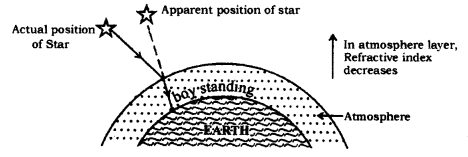 Apparent position of star
Actual position
of Star
In atmosphere layer,
Refractive index
decreases
boy standing.
Atmosphere
EARTH